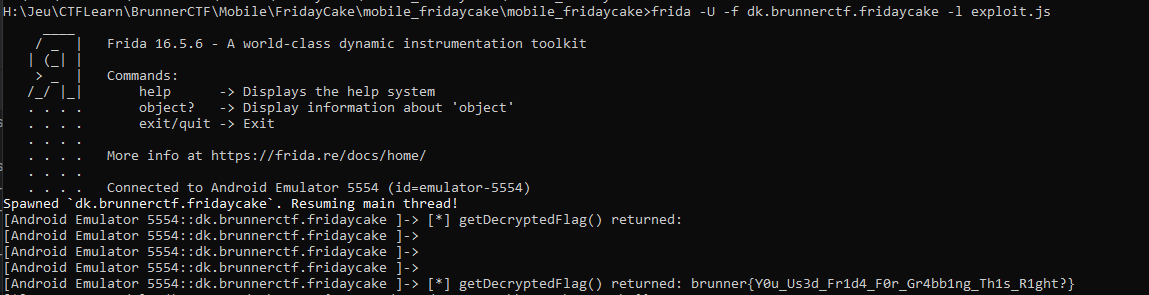 H:\Jeu\CTFLearn\BrunnerCTF\Mobile\FridayCake\mobile_fridaycake\mobile_fridaycake>frida -U -f dk.brunnerctf.fridaycake -l exploit.js
     ____
    / _  |   Frida 16.5.6 - A world-class dynamic instrumentation toolkit
   | (_| |
    > _  |   Commands:
   /_/ |_|       help      -> Displays the help system
   . . . .       object?   -> Display information about 'object'
   . . . .       exit/quit -> Exit
   . . . .
   . . . .   More info at https://frida.re/docs/home/
   . . . .
   . . . .   Connected to Android Emulator 5554 (id=emulator-5554)
Spawned `dk.brunnerctf.fridaycake`. Resuming main thread!
[Android Emulator 5554::dk.brunnerctf.fridaycake ]-> [*] getDecryptedFlag() returned:
[Android Emulator 5554::dk.brunnerctf.fridaycake ]->
[Android Emulator 5554::dk.brunnerctf.fridaycake ]->
[Android Emulator 5554::dk.brunnerctf.fridaycake ]->
[Android Emulator 5554::dk.brunnerctf.fridaycake ]-> [*] getDecryptedFlag() returned: brunner{Y0u_Us3d_Fr1d4_F0r_Gr4bb1ng_Th1s_R1ght?}